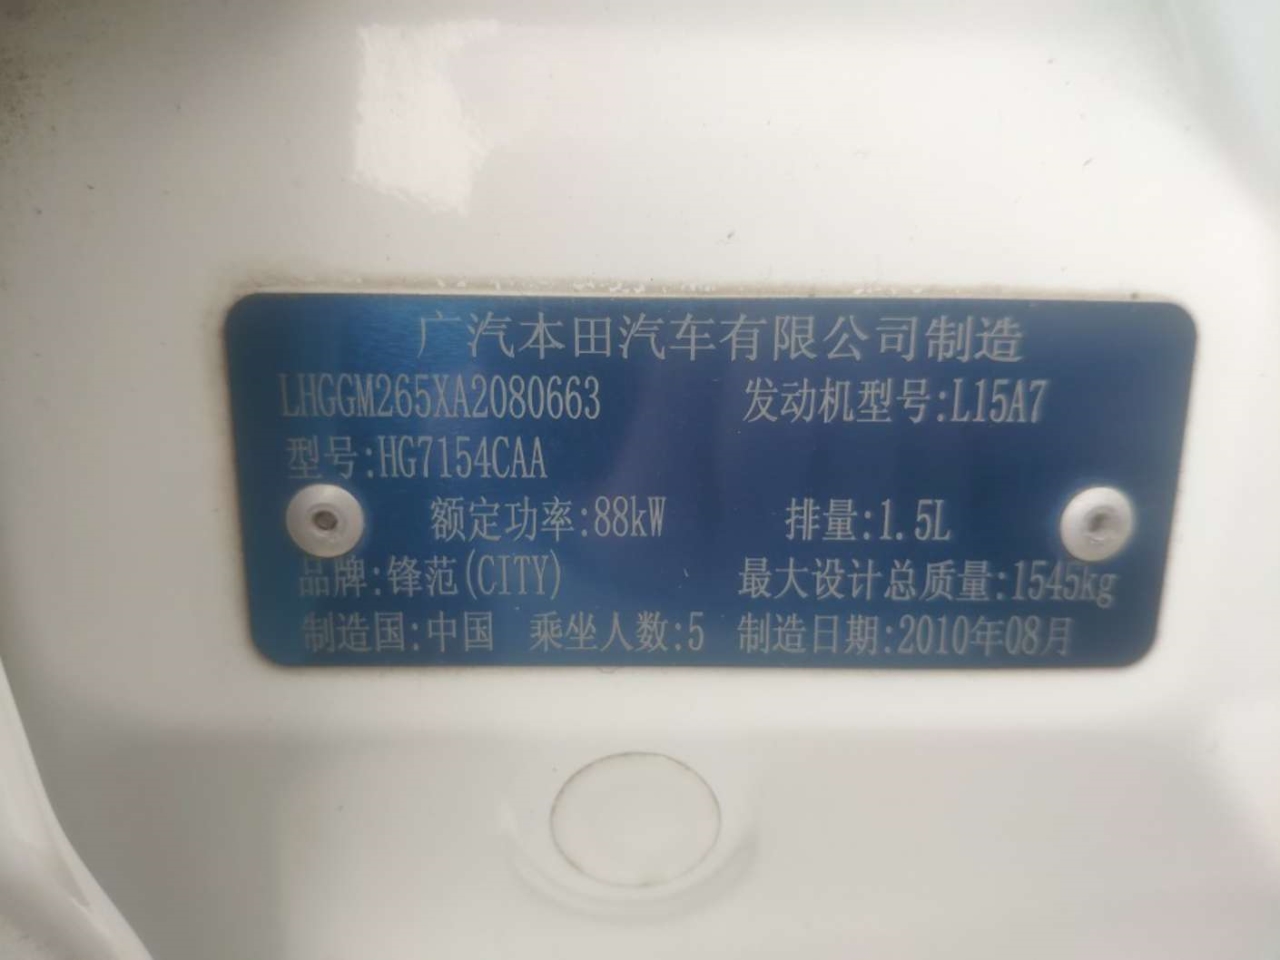 广汽本田汽车有限公司制造
LHGGM265XA2080663 发动机型号:L15A7
型号:HG7154CAA
额定功率:88kW 排量:1.5L
品牌:锋范(CITY) 最大设计总质量:1545kg
制造国:中国 乘坐人数:5 制造日期:2010年08月